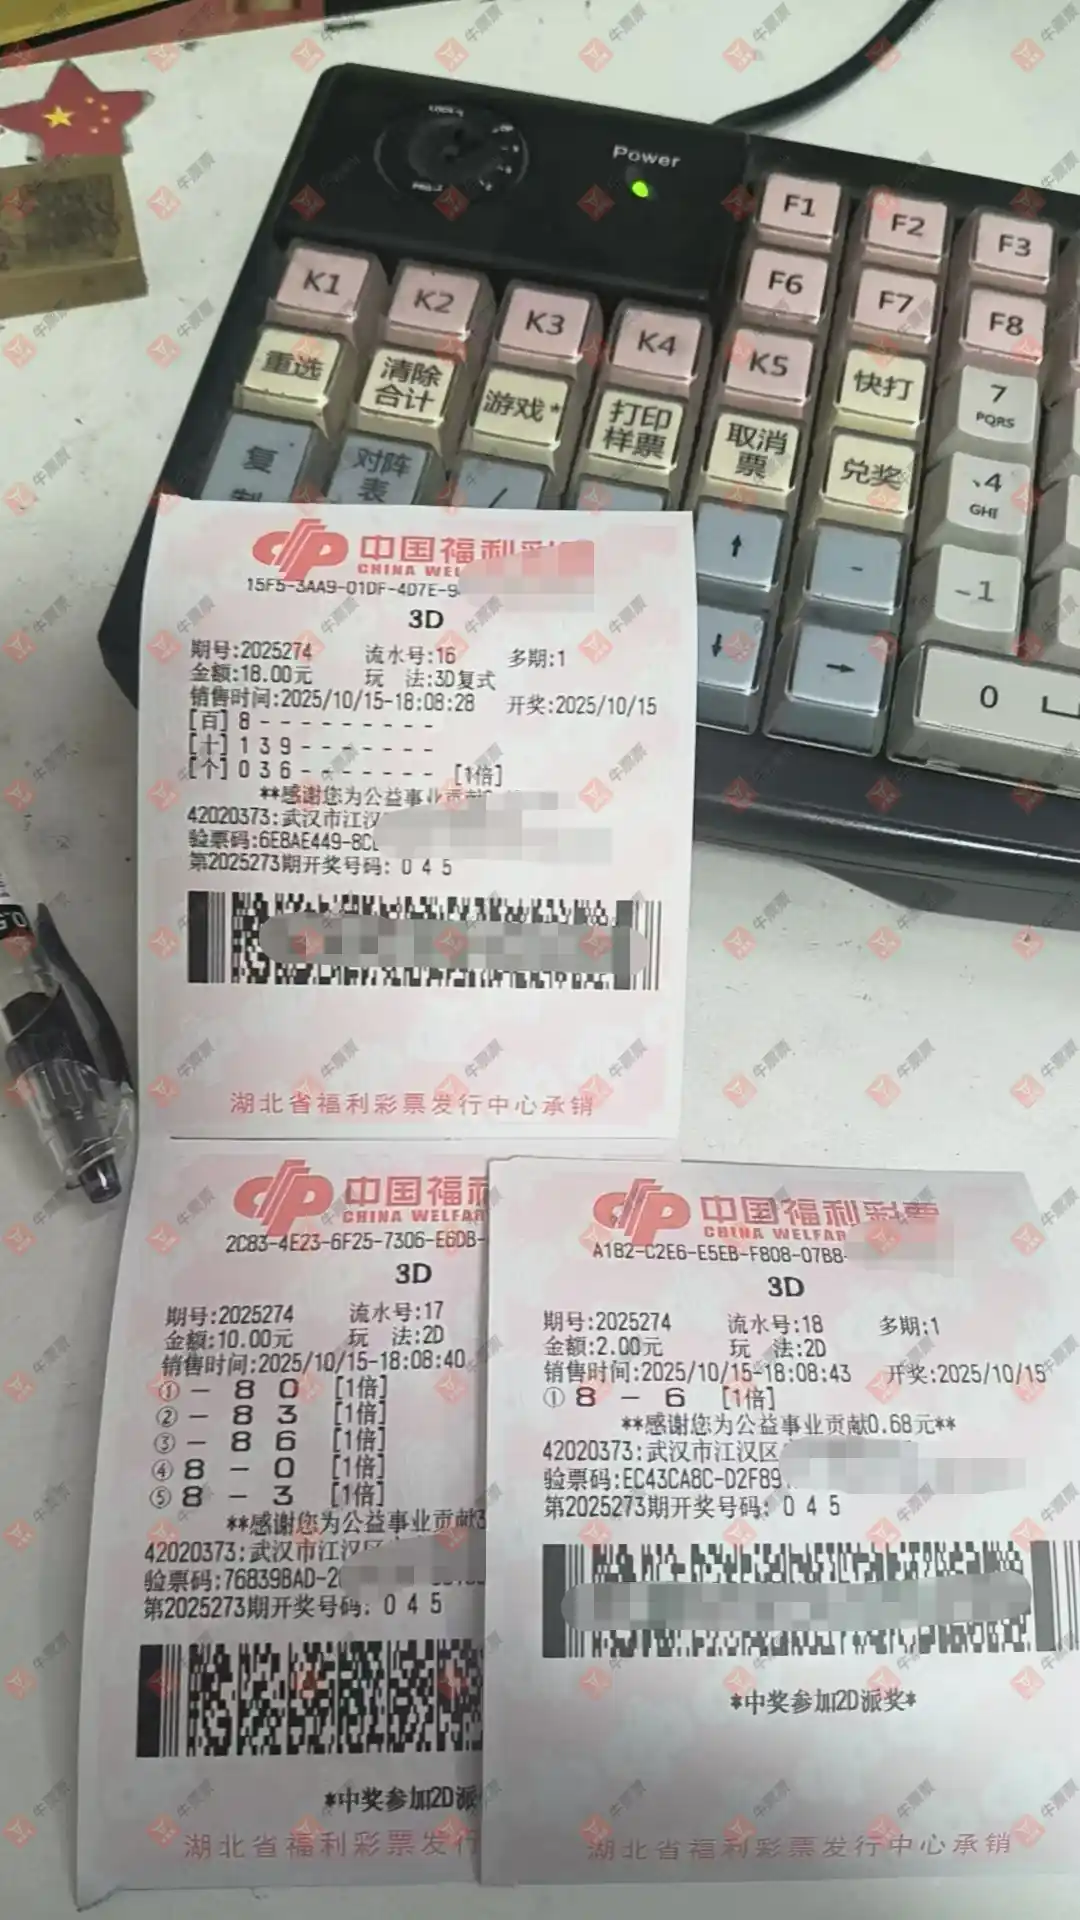 LOCK
Power
F1
F2
F3
F6
F7
F8
K1
K2
K3
K4
K5
重选
清除
合计
游戏*
打印
样票
取消
票
快打
兑奖
7
PQRS
4
GHI
1
0
复
制
对阵
表
/
↑
-
↓
→
0.5
中国福利
CHINA WEL
15F5-3AA9-01DF-4D7E-9
3D
期号:2025274 流水号:16 多期:1
金额:18.00元 玩 法:3D复式
销售时间:2025/10/15-18:08:28 开奖:2025/10/15
[百] 8 - - - - - - - - -
[十] 1 3 9 - - - - - - -
[个] 0 3 6 - - - - - - - [1倍]
**感谢您为公益事业贡献
42020373:武汉市江汉
验票码:6E8AE449-8C
第2025273期开奖号码: 0 4 5
湖北省福利彩票发行中心承销
中国福利
CHINA WELFAR
2C83-4E23-6F25-7306-E6DB-
3D
期号:2025274 流水号:17
金额:10.00元 玩 法:2D
销售时间:2025/10/15-18:08:40
① - 8 0 [1倍]
② - 8 3 [1倍]
③ - 8 6 [1倍]
④ 8 - 0 [1倍]
⑤ 8 - 3 [1倍]
**感谢您为公益事业贡献3
42020373:武汉市江汉区
验票码:76839BAD-2
第2025273期开奖号码: 0 4 5
*中奖参加2D派
湖北省福利彩票发行
中国福利彩票
CHINA WELFAR
A1B2-C2E6-E5EB-F808-07B8-
3D
期号:2025274 流水号:18 多期:1
金额:2.00元 玩 法:2D
销售时间:2025/10/15-18:08:43 开奖:2025/10/15
① 8 - 6 [1倍]
**感谢您为公益事业贡献0.68元**
42020373:武汉市江汉区
验票码:EC43CA8C-D2F89
第2025273期开奖号码: 0 4 5
*中奖参加2D派奖*
湖北省福利彩票发行中心承销
牛票票